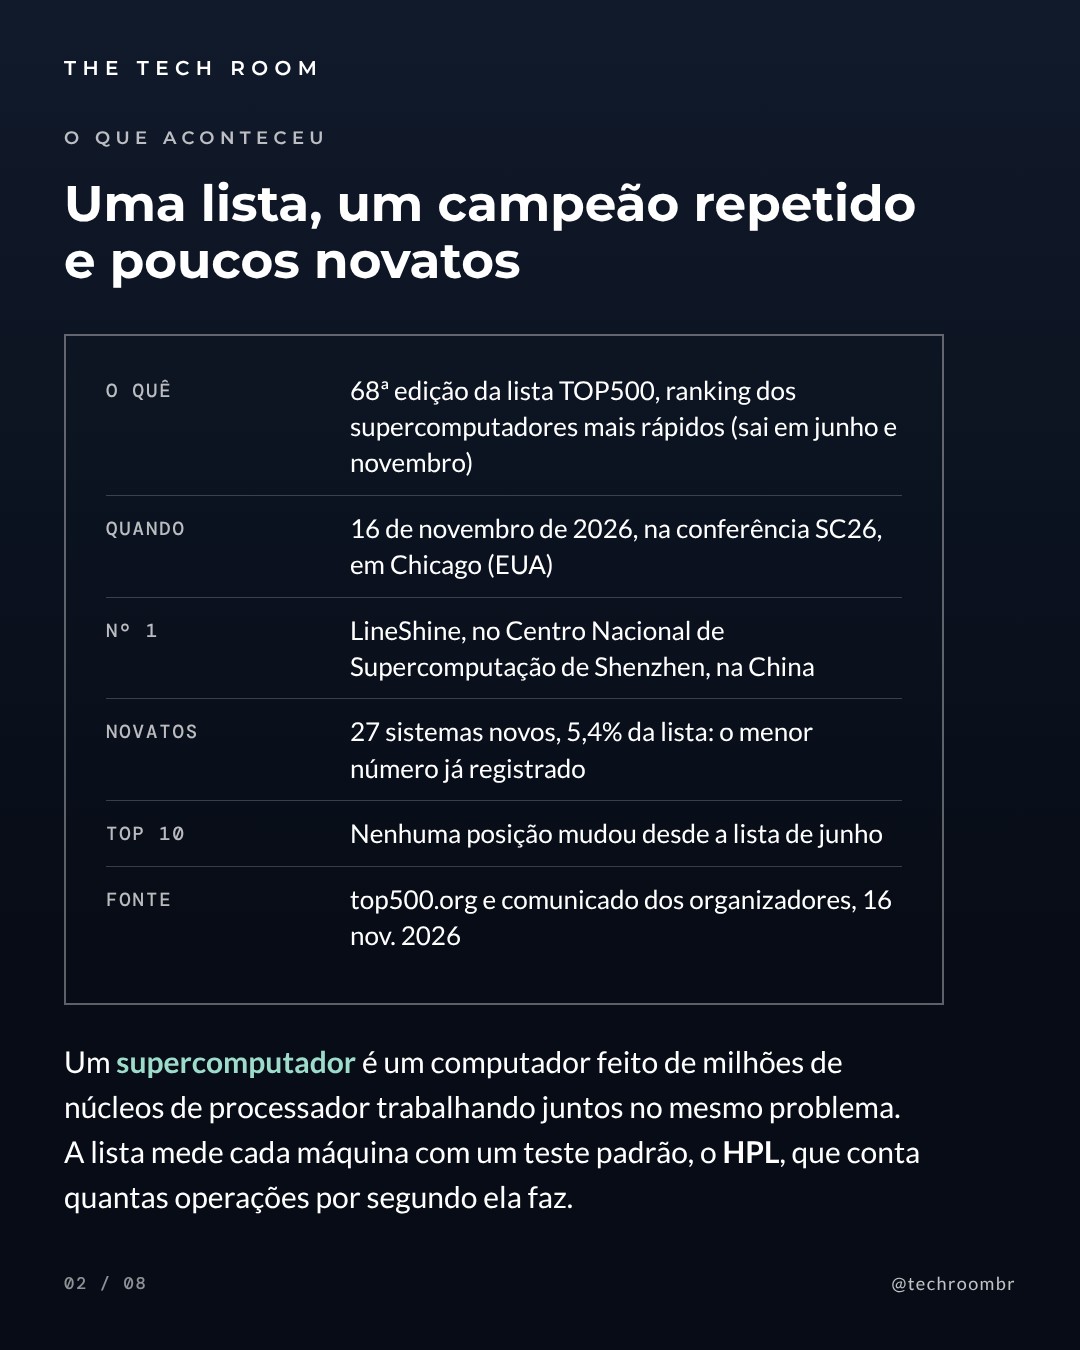 THE TECH ROOM
O QUE ACONTECEU
Uma lista, um campeão repetido
e poucos novatos
O QUÊ
68ª edição da lista TOP500, ranking dos
supercomputadores mais rápidos (sai em junho e
novembro)
QUANDO
16 de novembro de 2026, na conferência SC26,
em Chicago (EUA)
Nº 1
LineShine, no Centro Nacional de
Supercomputação de Shenzhen, na China
NOVATOS
27 sistemas novos, 5,4% da lista: o menor
número já registrado
TOP 10
Nenhuma posição mudou desde a lista de junho
FONTE
top500.org e comunicado dos organizadores, 16
nov. 2026
Um supercomputador é um computador feito de milhões de
núcleos de processador trabalhando juntos no mesmo problema.
A lista mede cada máquina com um teste padrão, o HPL, que conta
quantas operações por segundo ela faz.
02 / 08
@techroombr